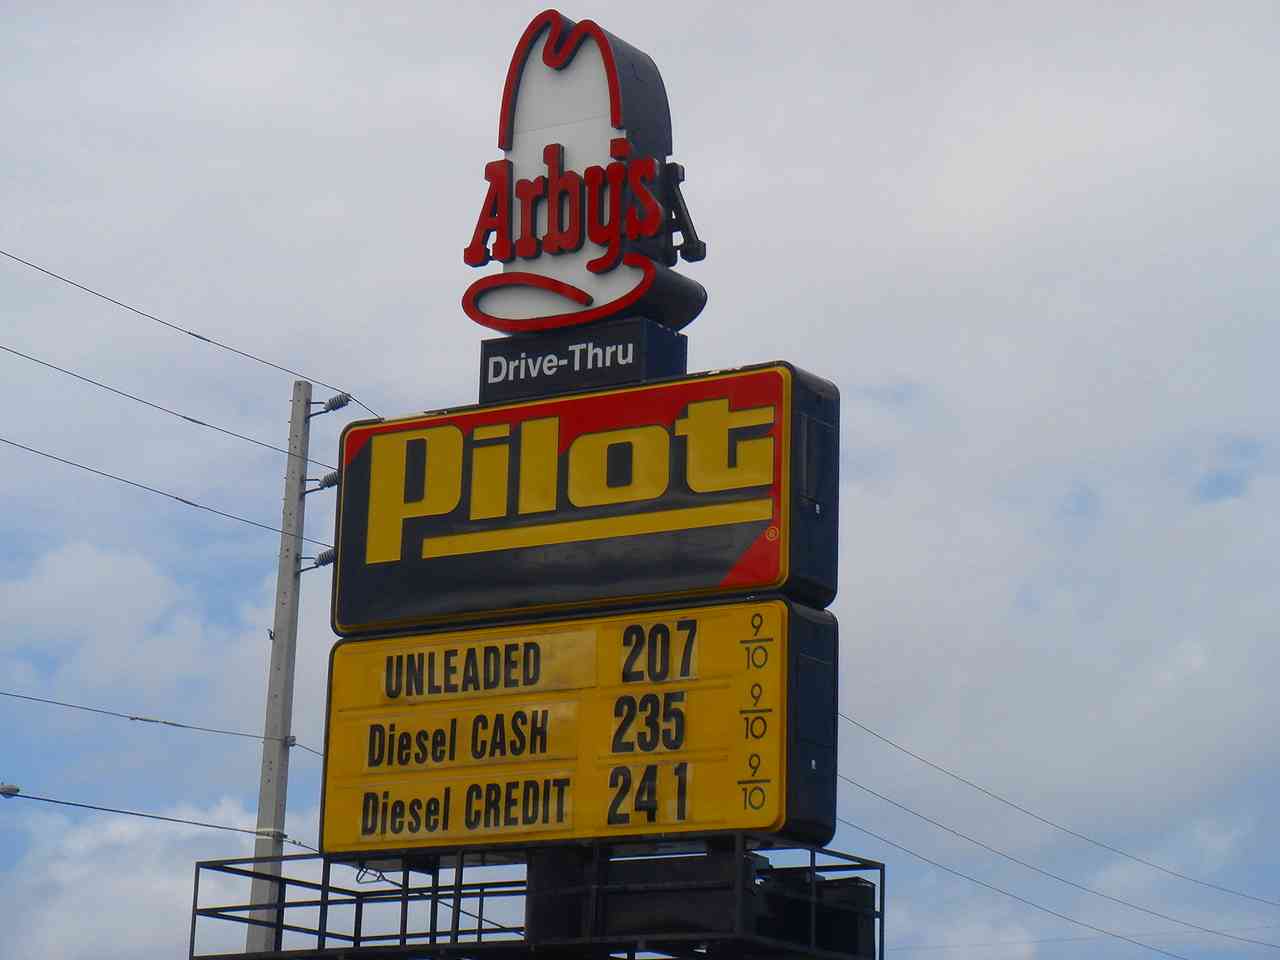 Arby's
A
Drive-Thru
Pilot
®
UNLEADED 207 9/10
Diesel CASH 235 9/10
Diesel CREDIT 241 9/10